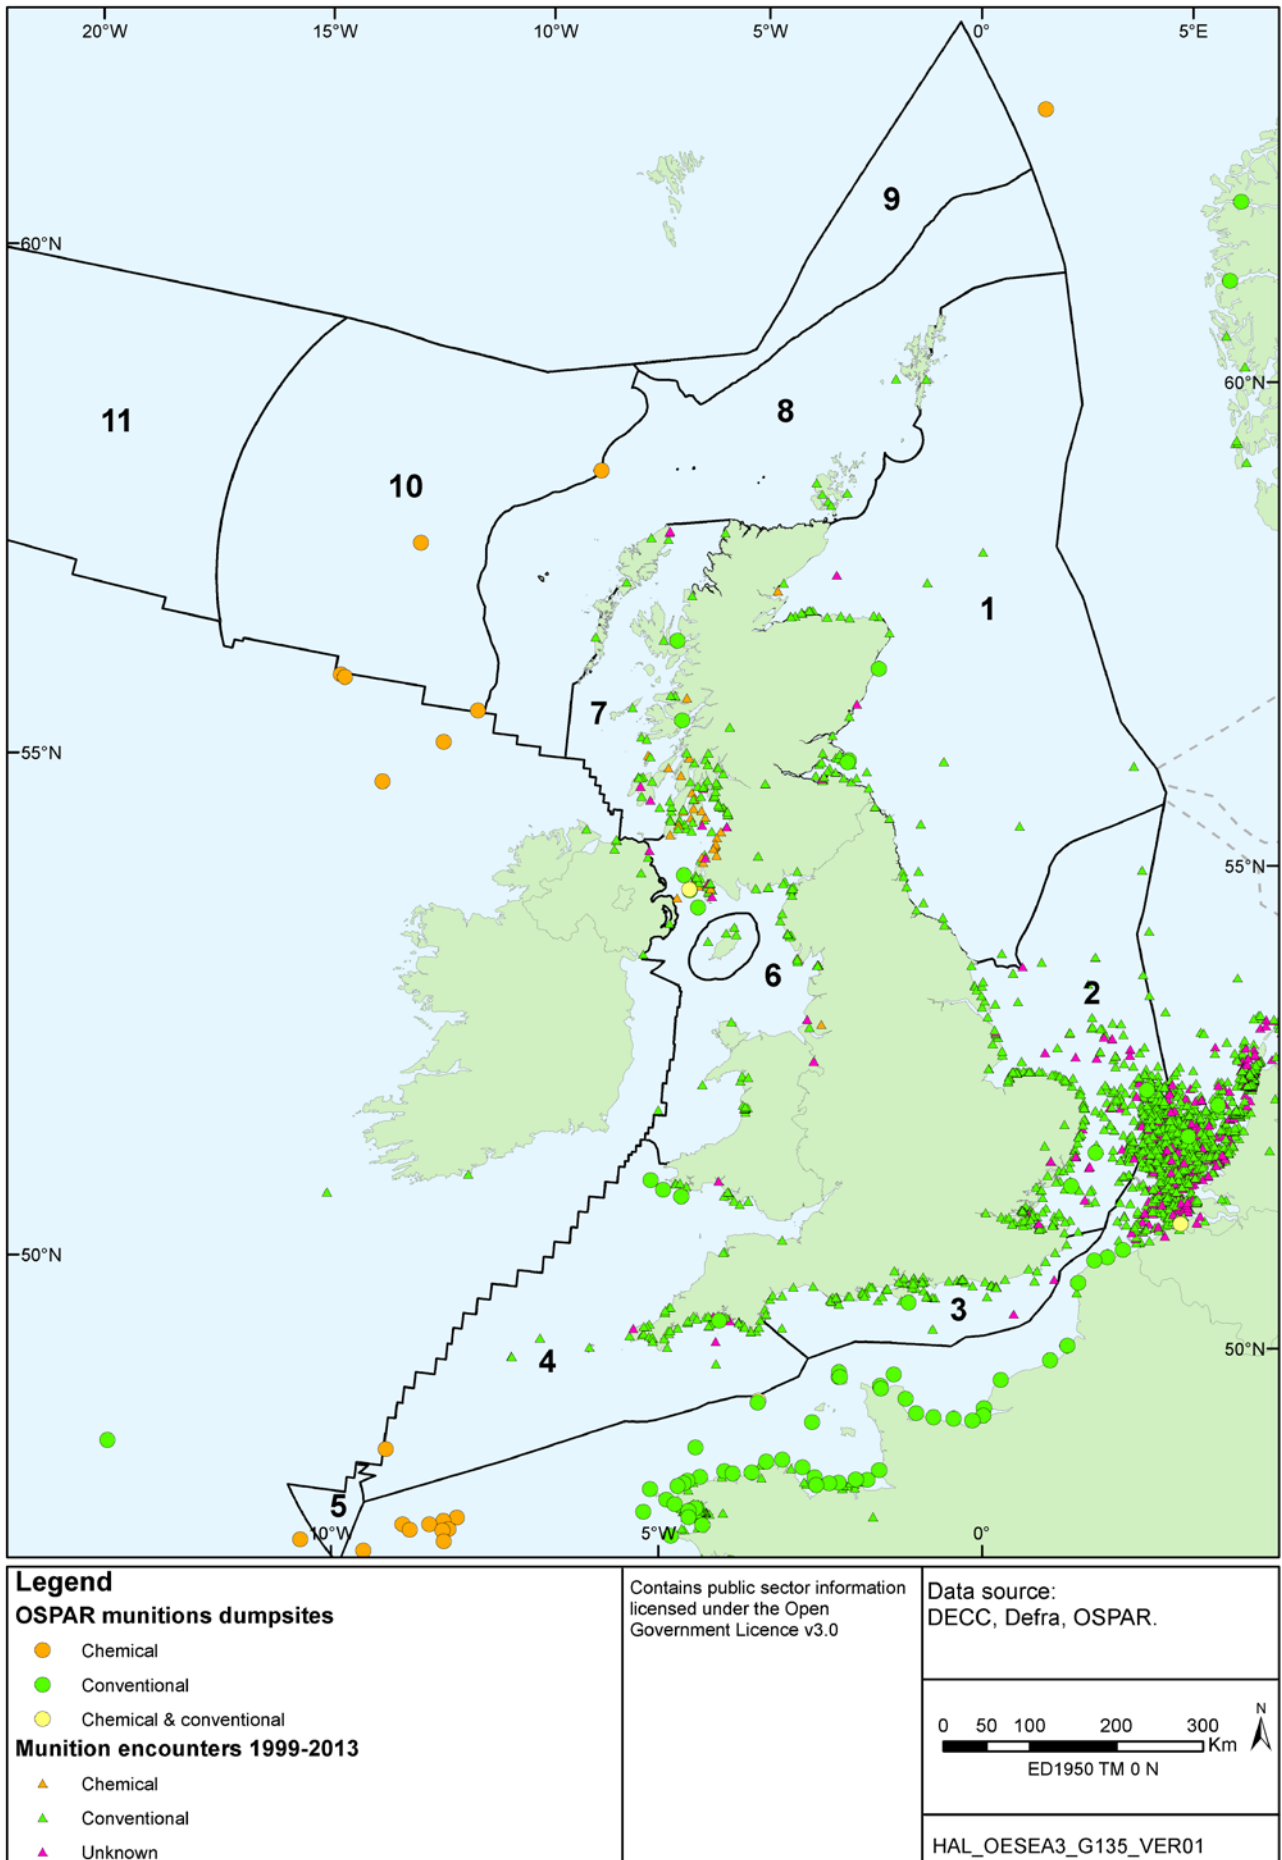 20°W 15°W 10°W 5°W 0° 5°E
9
60°N
60°N
8
11
10
1
7
55°N
55°N
6
2
50°N
3
50°N
4
5
10°W 5°W 0°
Legend
OSPAR munitions dumpsites
Chemical
Conventional
Chemical & conventional
Munition encounters 1999-2013
Chemical
Conventional
Unknown
Contains public sector information
licensed under the Open
Government Licence v3.0
Data source:
DECC, Defra, OSPAR.
0 50 100 200 300
Km
N
ED1950 TM 0 N
HAL_OESEA3_G135_VER01